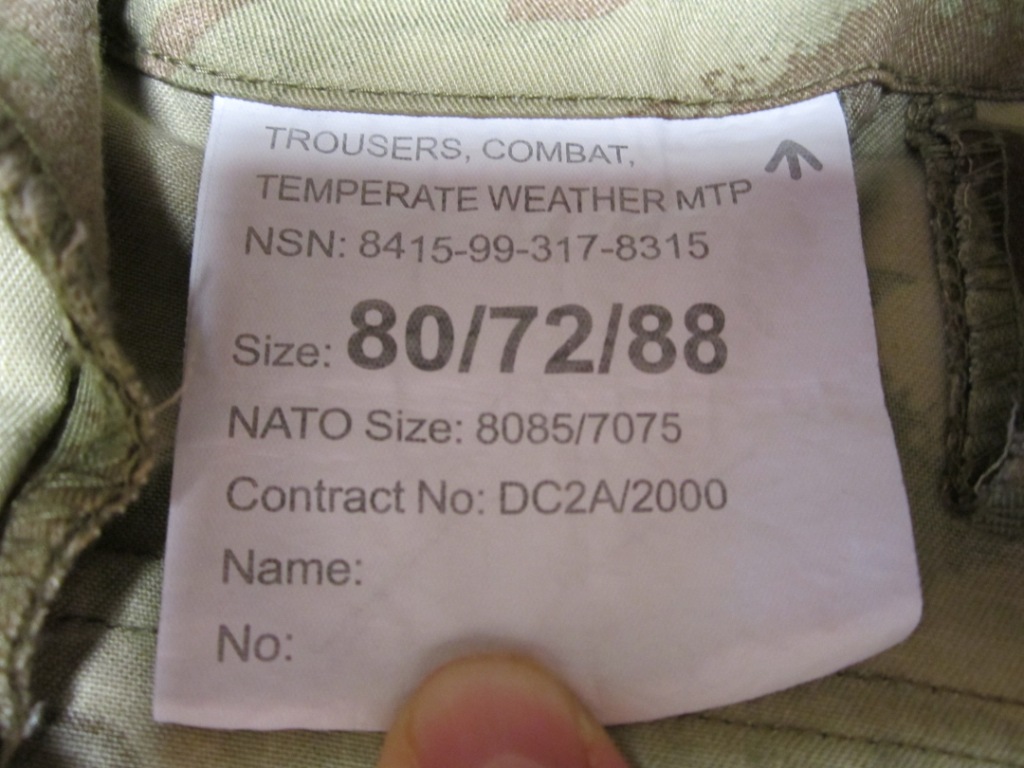 TROUSERS, COMBAT,
TEMPERATE WEATHER MTP
NSN: 8415-99-317-8315
Size: 80/72/88
NATO Size: 8085/7075
Contract No: DC2A/2000
Name:
No: